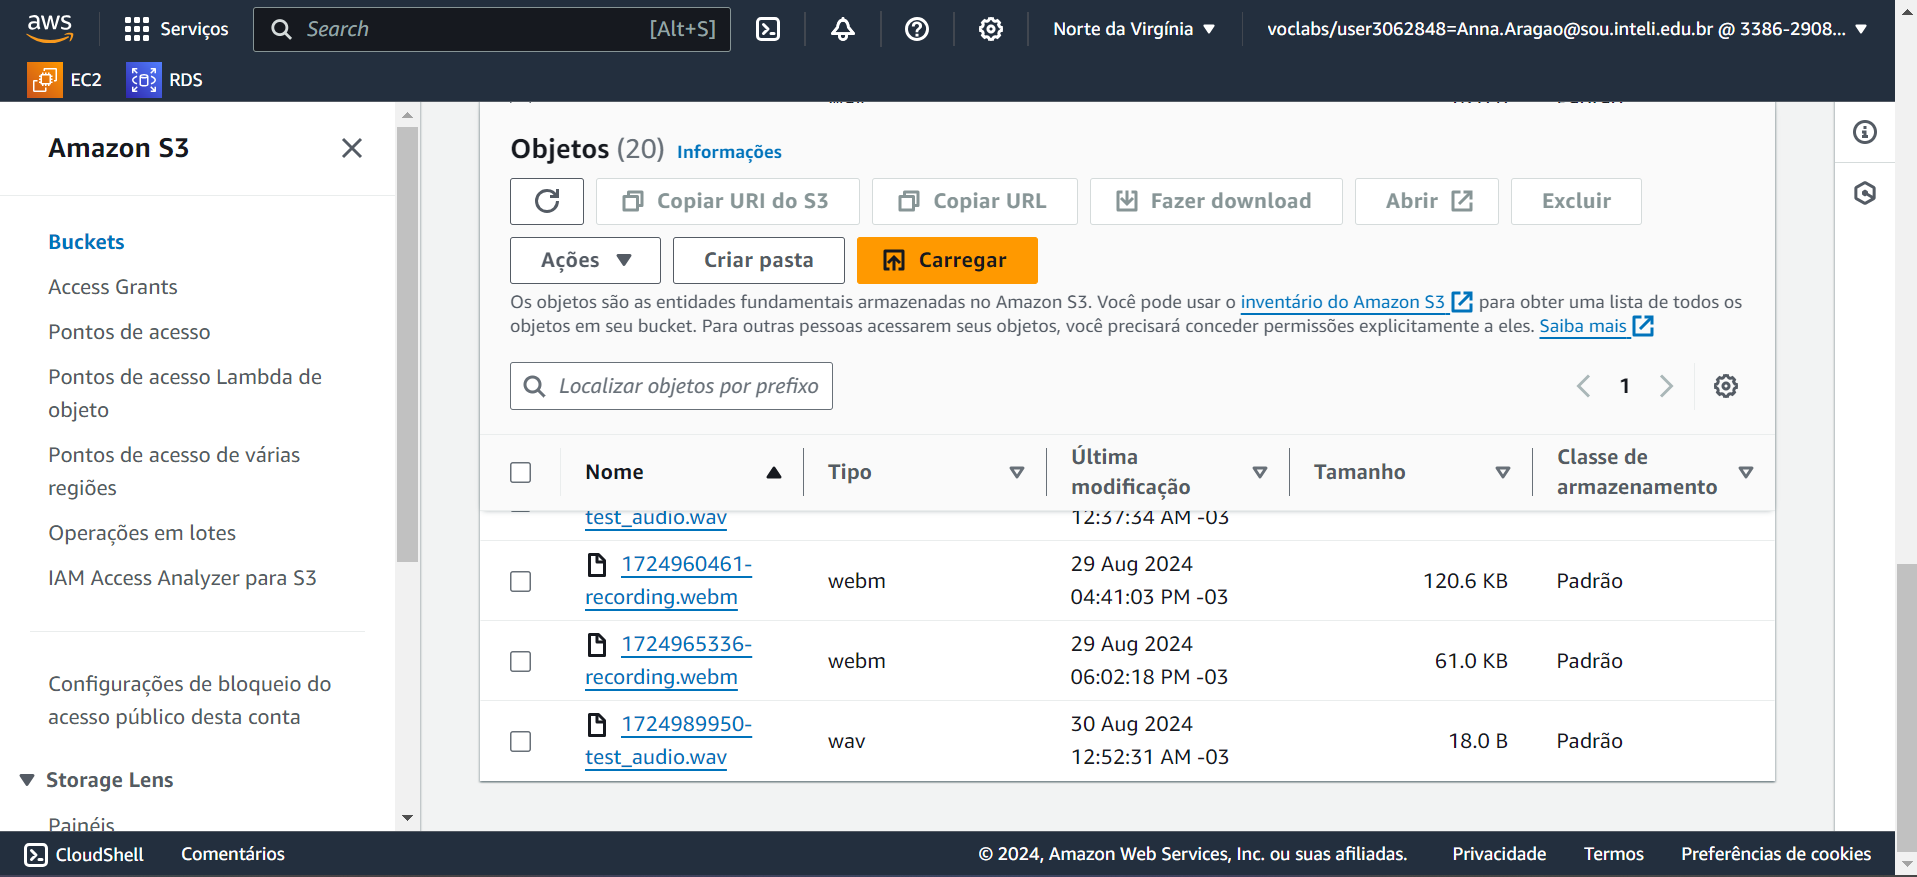 aws
Serviços
Search
[Alt+S]
Norte da Virgínia
voclabs/user3062848=Anna.Aragao@sou.inteli.edu.br @ 3386-2908...
EC2
RDS
Amazon S3
Buckets
Access Grants
Pontos de acesso
Pontos de acesso Lambda de
objeto
Pontos de acesso de várias
regiões
Operações em lotes
IAM Access Analyzer para S3
Configurações de bloqueio do
acesso público desta conta
Storage Lens
Painéis
Objetos (20) Informações
Copiar URI do S3
Copiar URL
Fazer download
Abrir
Excluir
Ações
Criar pasta
Carregar
Os objetos são as entidades fundamentais armazenadas no Amazon S3. Você pode usar o inventário do Amazon S3 para obter uma lista de todos os
objetos em seu bucket. Para outras pessoas acessarem seus objetos, você precisará conceder permissões explicitamente a eles. Saiba mais
Localizar objetos por prefixo
1
Nome
Tipo
Última
modificação
Tamanho
Classe de
armazenamento
test_audio.wav
12:37:34 AM -03
1724960461-
recording.webm
webm
29 Aug 2024
04:41:03 PM -03
120.6 KB
Padrão
1724965336-
recording.webm
webm
29 Aug 2024
06:02:18 PM -03
61.0 KB
Padrão
1724989950-
test_audio.wav
wav
30 Aug 2024
12:52:31 AM -03
18.0 B
Padrão
CloudShell
Comentários
© 2024, Amazon Web Services, Inc. ou suas afiliadas.
Privacidade
Termos
Preferências de cookies